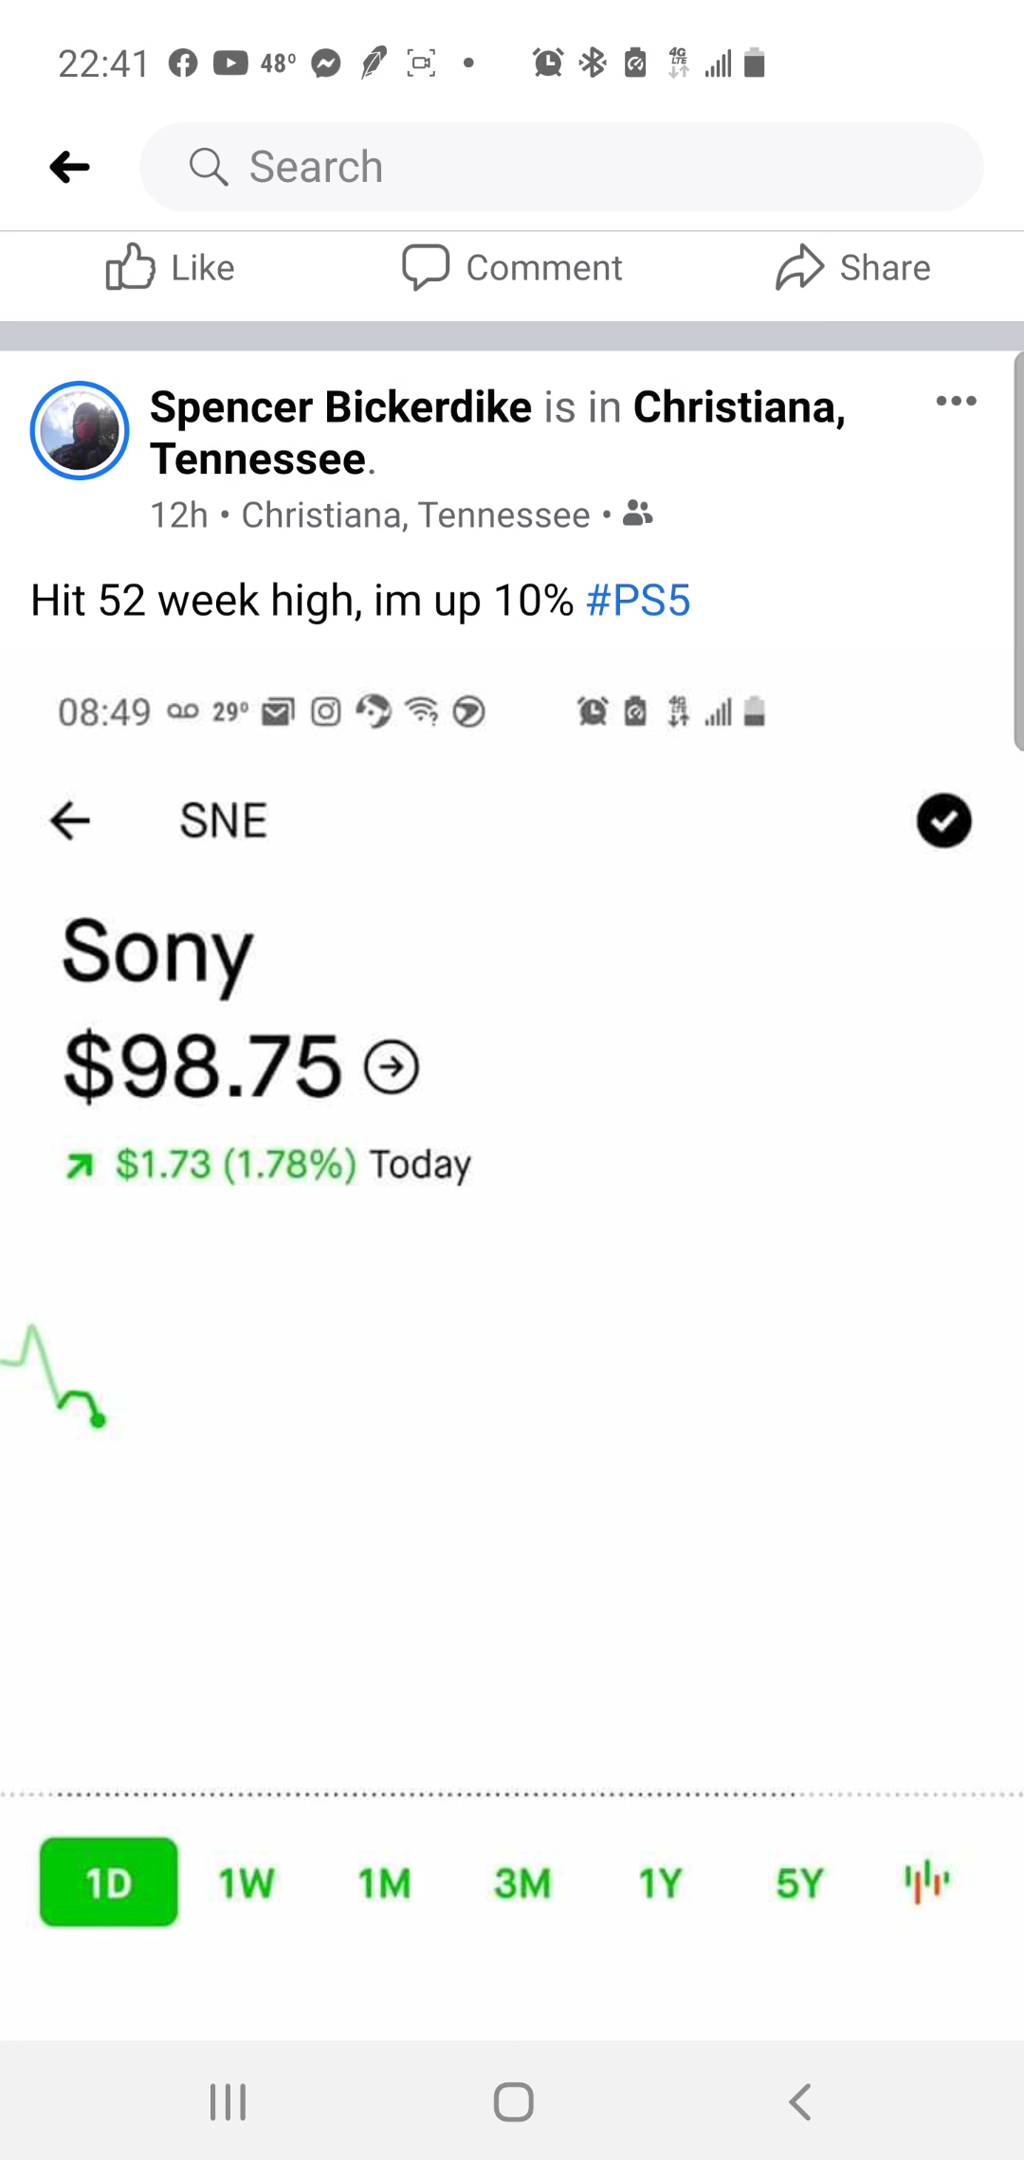 22:41 48°
Search
Like Comment Share
Spencer Bickerdike is in Christiana,
Tennessee.
12h • Christiana, Tennessee •
Hit 52 week high, im up 10% #PS5
08:49 29° 4G LTE
SNE
Sony
$98.75
$1.73 (1.78%) Today
1D 1W 1M 3M 1Y 5Y